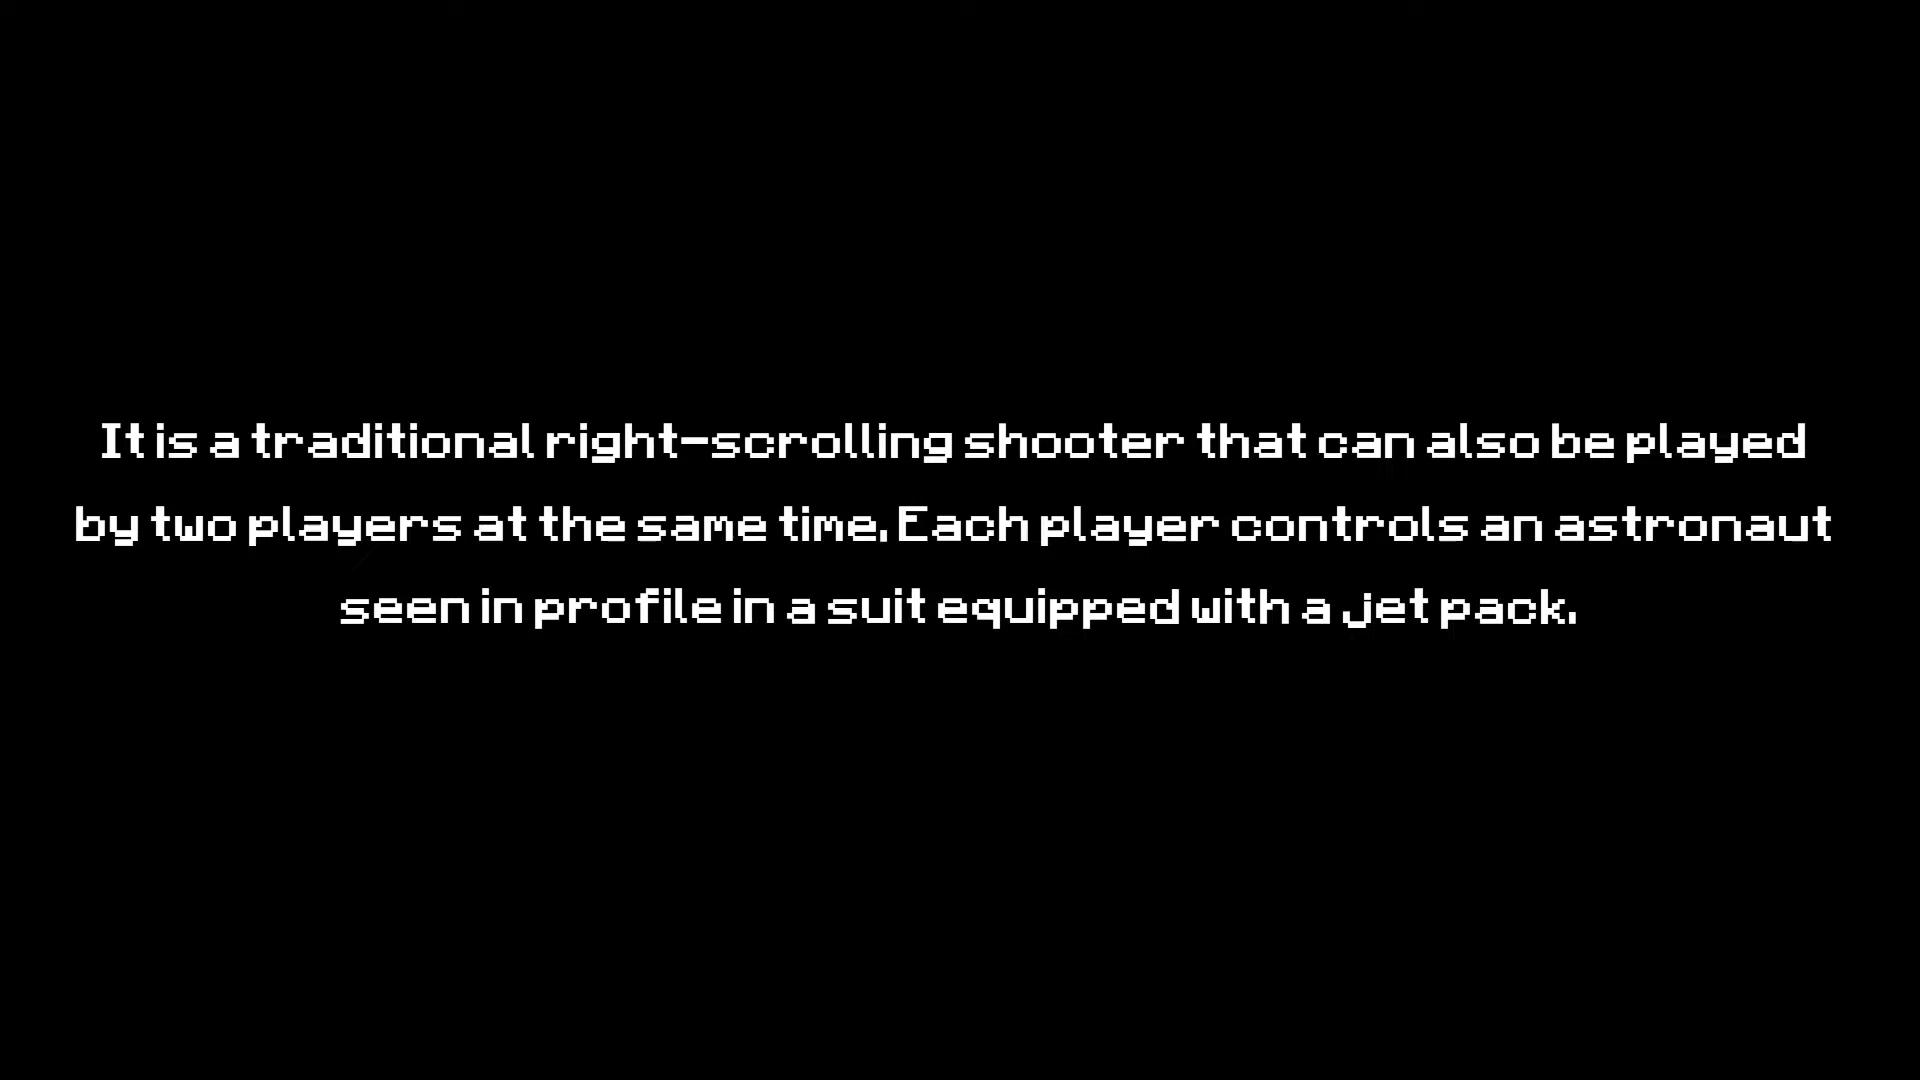 It is a traditional right-scrolling shooter that can also be played
by two players at the same time. Each player controls an astronaut
seen in profile in a suit equipped with a jet pack.